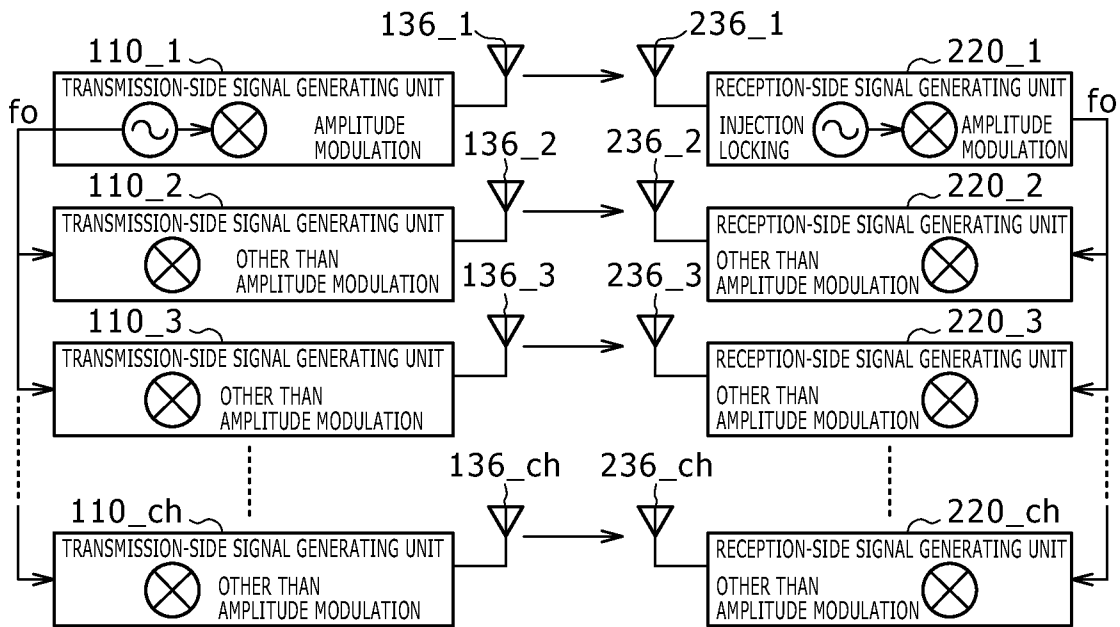 136_1 236_1
110_1 220_1
fo TRANSMISSION-SIDE SIGNAL GENERATING UNIT RECEPTION-SIDE SIGNAL GENERATING UNIT fo
AMPLITUDE MODULATION
INJECTION LOCKING
AMPLITUDE MODULATION
136_2 236_2
110_2 220_2
TRANSMISSION-SIDE SIGNAL GENERATING UNIT RECEPTION-SIDE SIGNAL GENERATING UNIT
OTHER THAN OTHER THAN
AMPLITUDE MODULATION AMPLITUDE MODULATION
136_3 236_3
110_3 220_3
TRANSMISSION-SIDE SIGNAL GENERATING UNIT RECEPTION-SIDE SIGNAL GENERATING UNIT
OTHER THAN OTHER THAN
AMPLITUDE MODULATION AMPLITUDE MODULATION
136_ch 236_ch
110_ch 220_ch
TRANSMISSION-SIDE SIGNAL GENERATING UNIT RECEPTION-SIDE SIGNAL GENERATING UNIT
OTHER THAN OTHER THAN
AMPLITUDE MODULATION AMPLITUDE MODULATION